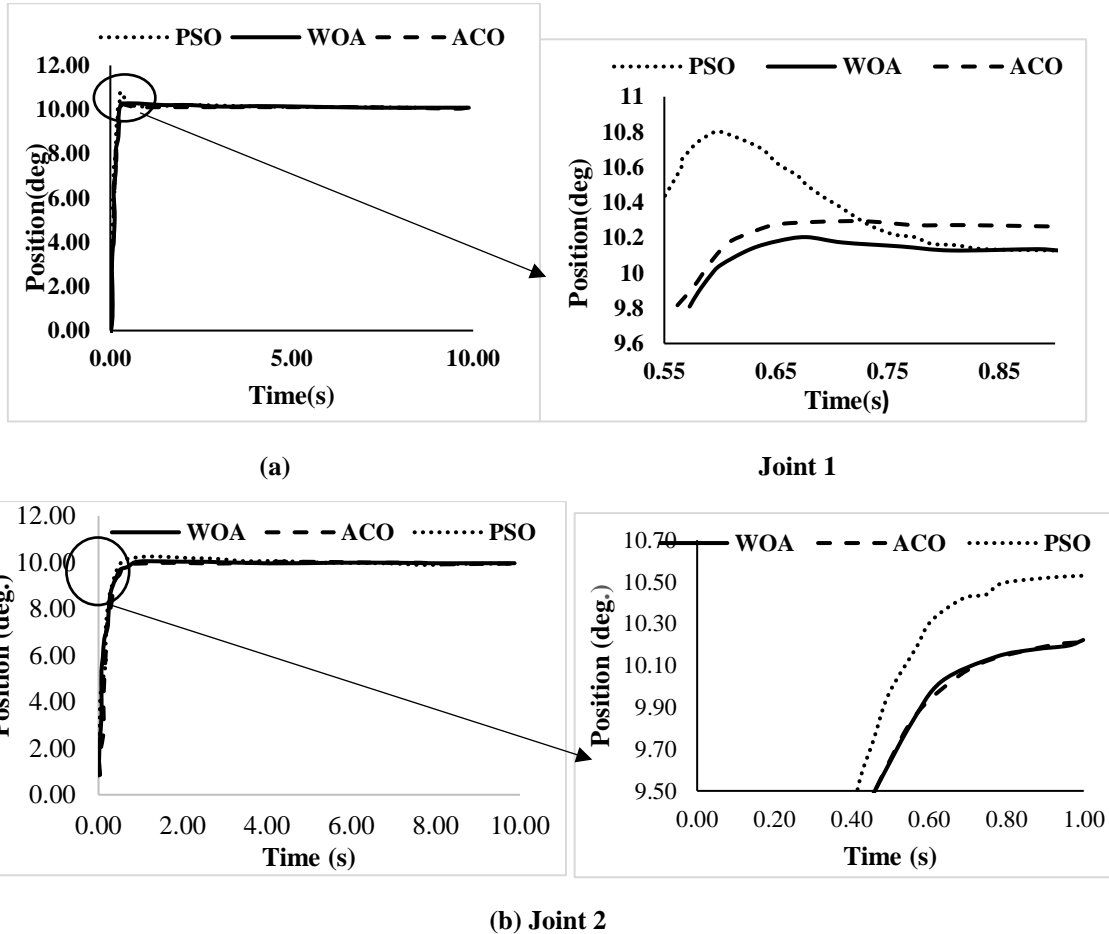 PSO WOA ACO
12.00
10.00
8.00
6.00
4.00
2.00
0.00
Position(deg)
0.00 5.00 10.00
Time(s)
PSO WOA ACO
11
10.8
10.6
10.4
10.2
10
9.8
9.6
Position(deg)
0.55 0.65 0.75 0.85
Time(s)
(a) Joint 1
WOA ACO PSO
12.00
10.00
8.00
6.00
4.00
2.00
0.00
Position (deg.)
0.00 2.00 4.00 6.00 8.00 10.00
Time (s)
WOA ACO PSO
10.70
10.50
10.30
10.10
9.90
9.70
9.50
Position (deg.)
0.00 0.20 0.40 0.60 0.80 1.00
Time (s)
(b) Joint 2